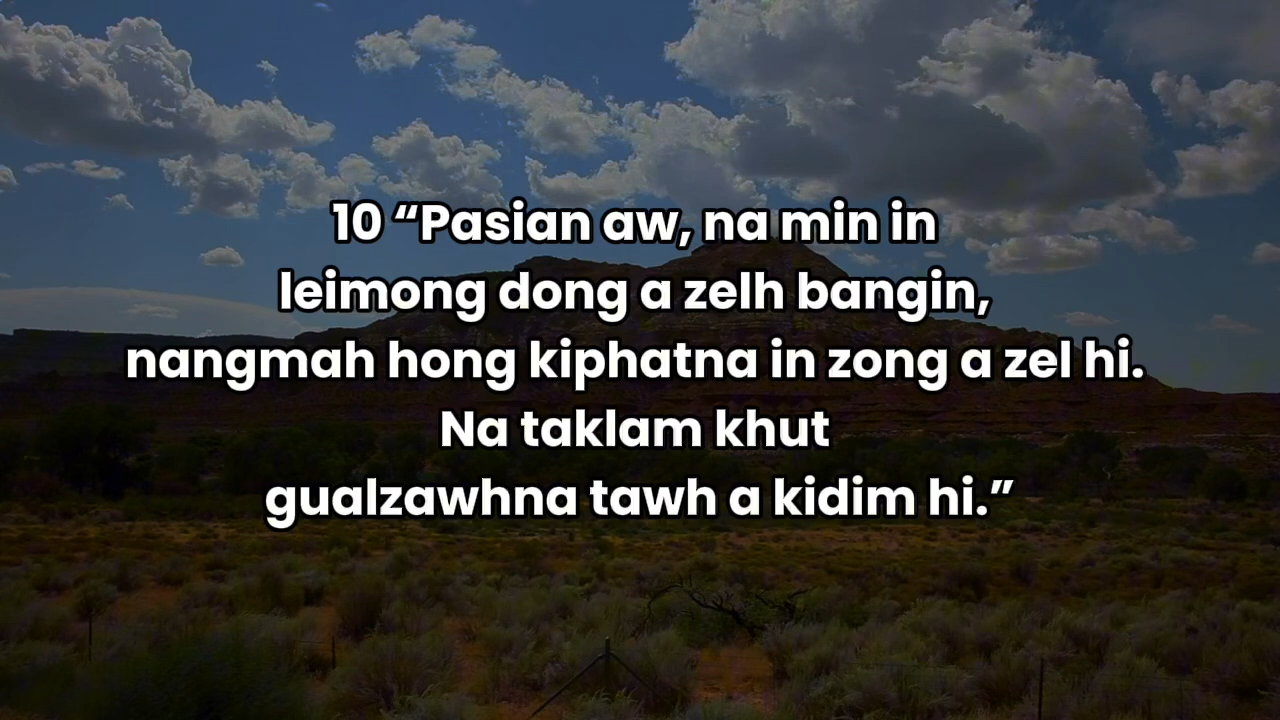 10 “Pasian aw, na min in
leimong dong a zelh bangin,
nangmah hong kiphatna in zong a zel hi.
Na taklam khut
gualzawhna tawh a kidim hi.”